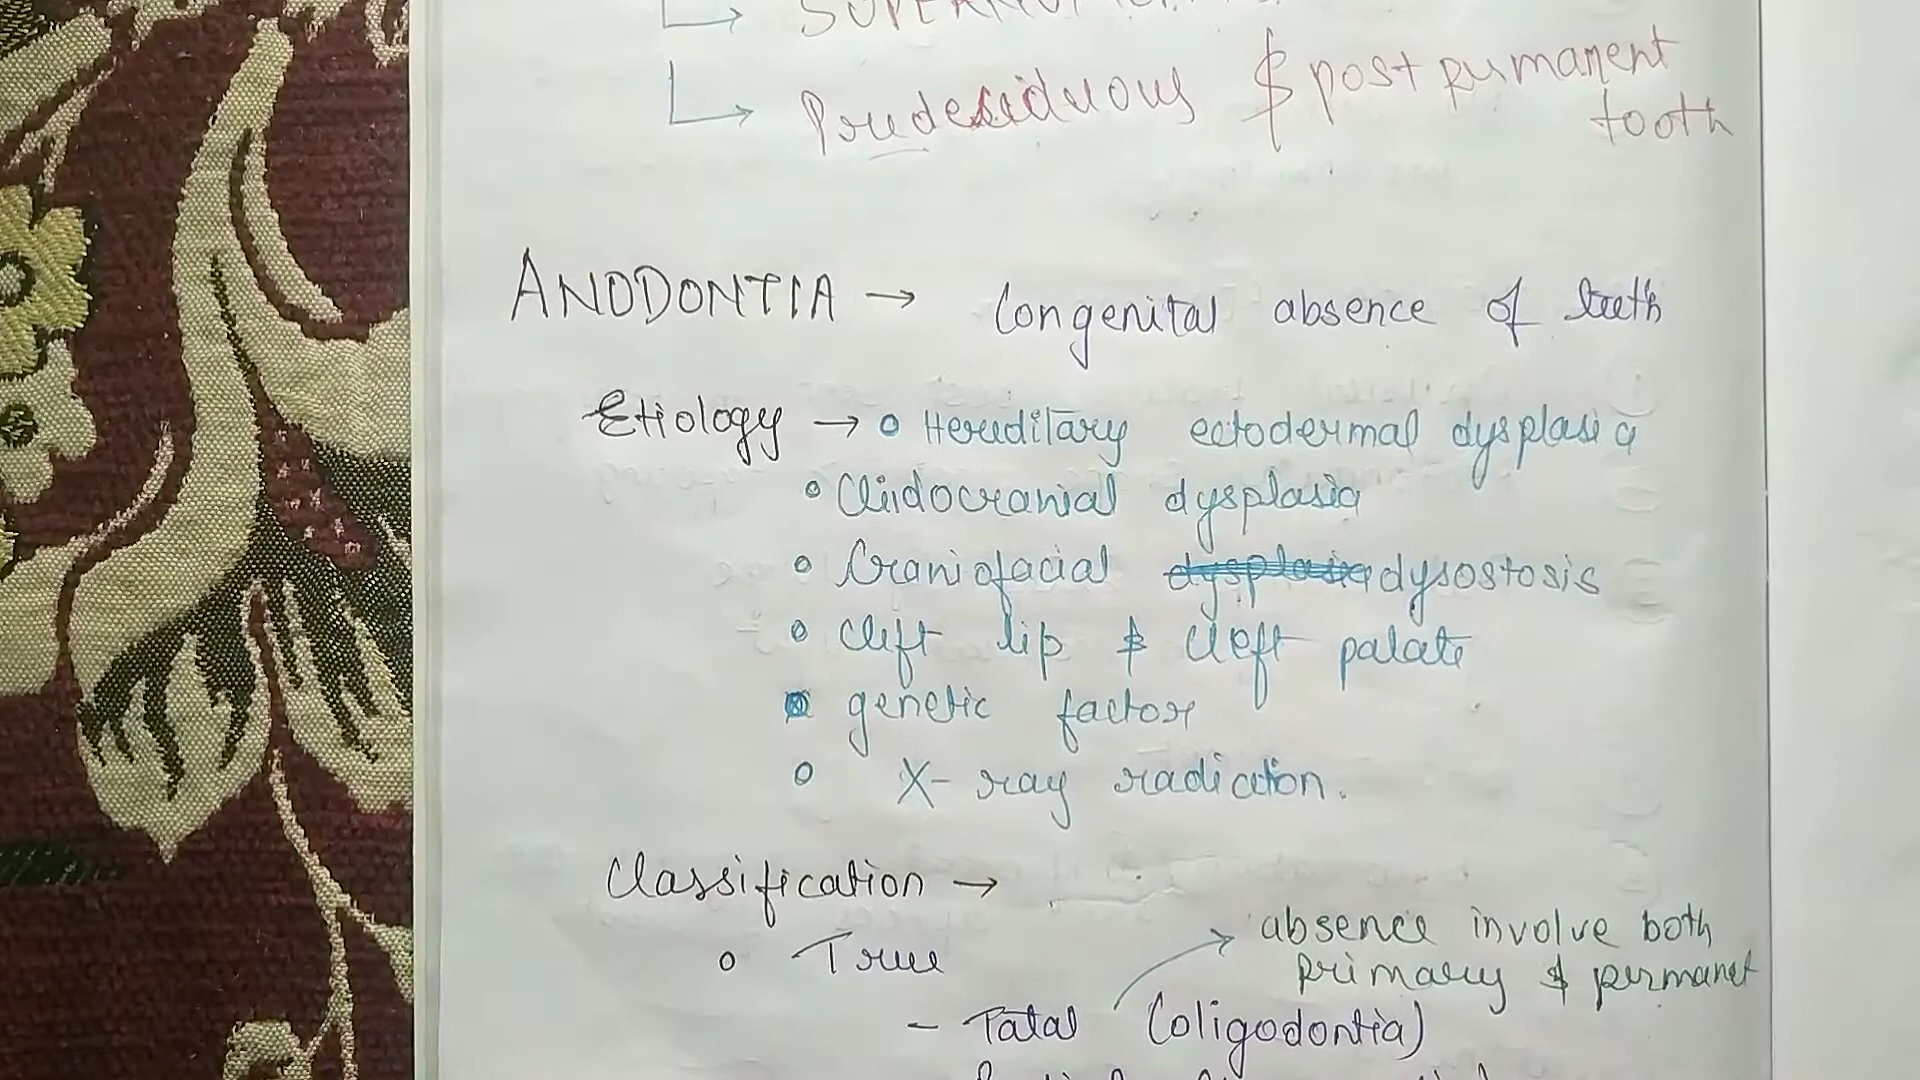 Predeciduous & post permanent
tooth
ANODONTIA → Congenital absence of teeth
Etiology → o Hereditary ectodermal dysplasia
o Cleidocranial dysplasia
o Craniofacial dysplasia dysostosis
o Cleft lip & cleft palate
genetic factor
o X-ray radiation.
Classification →
absence involve both
primary & permanet
o True
- Total (oligodontia)